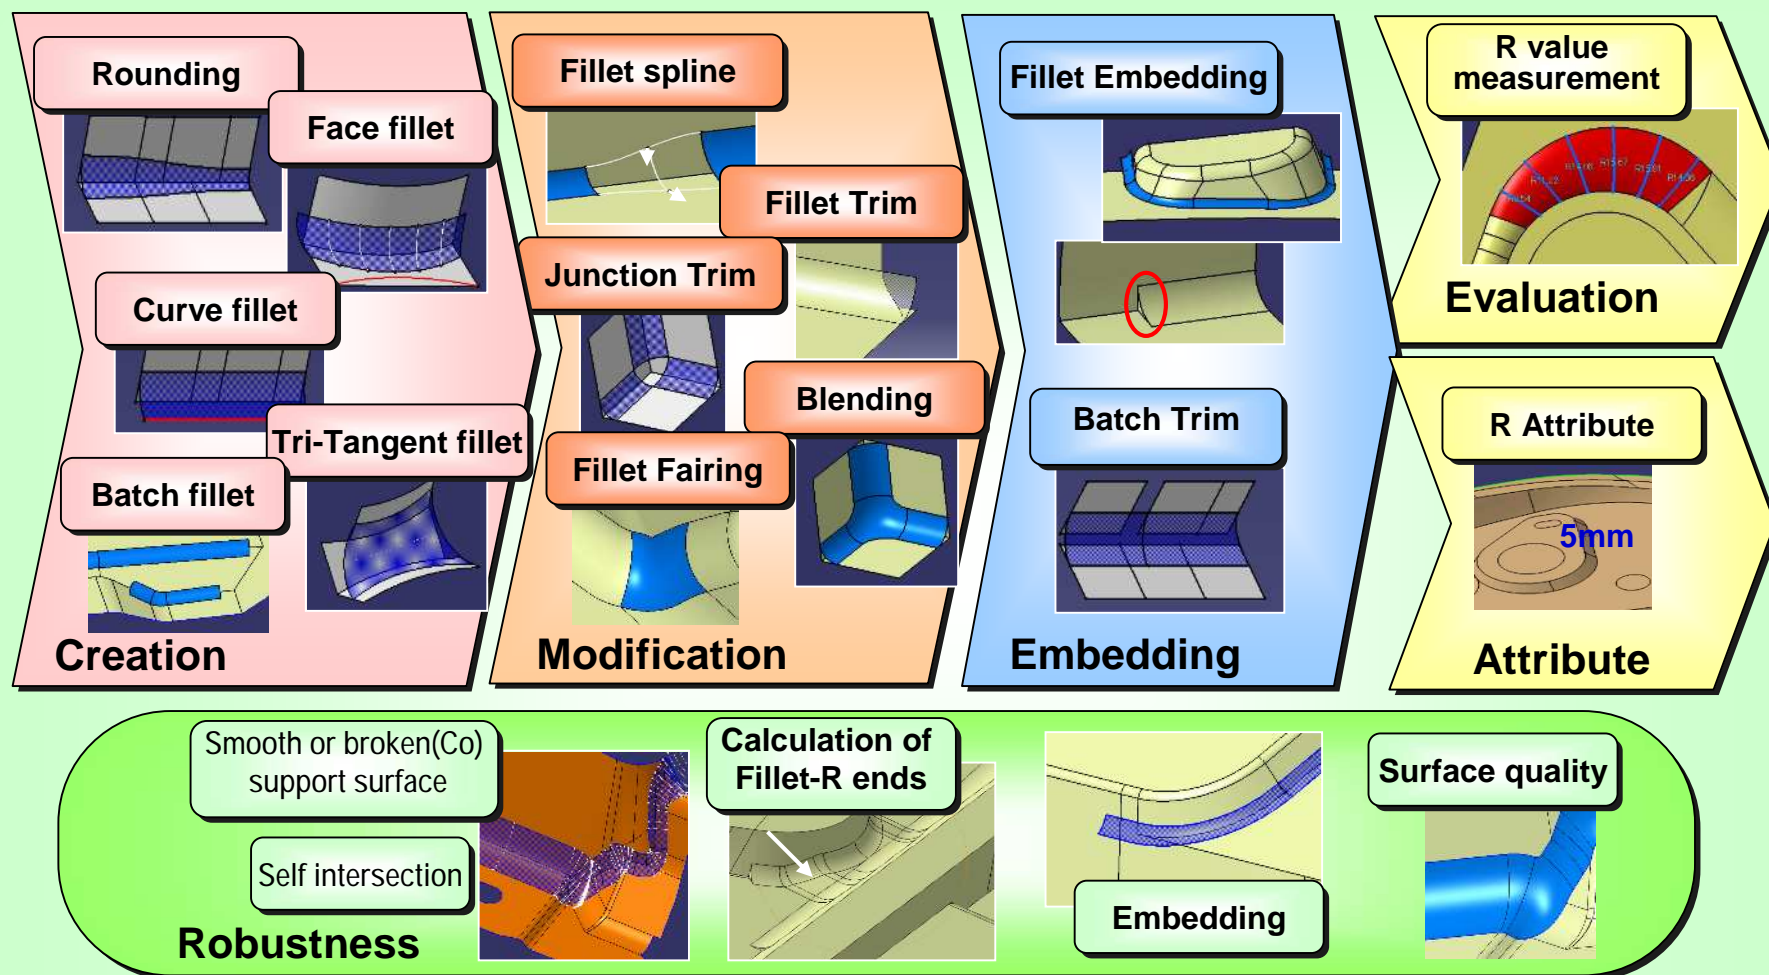 Rounding
Face fillet
Curve fillet
Tri-Tangent fillet
Batch fillet
Creation
Fillet spline
Fillet Trim
Junction Trim
Blending
Fillet Fairing
Modification
Fillet Embedding
Batch Trim
Embedding
R value
measurement
Evaluation
R Attribute
5mm
Attribute
Smooth or broken(Co)
support surface
Self intersection
Robustness
Calculation of
Fillet-R ends
Embedding
Surface quality